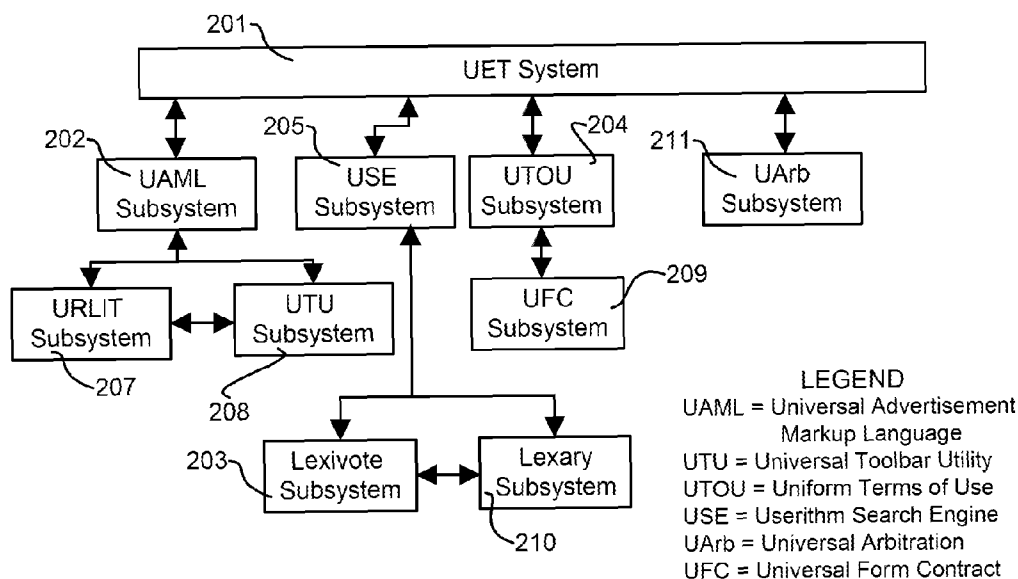 201
UET System
202
205
204
211
UAML
Subsystem
USE
Subsystem
UTOU
Subsystem
UArb
Subsystem
URLIT
Subsystem
UTU
Subsystem
UFC
Subsystem
209
207
208
203
Lexivote
Subsystem
Lexary
Subsystem
210
LEGEND
UAML = Universal Advertisement
Markup Language
UTU = Universal Toolbar Utility
UTOU = Uniform Terms of Use
USE = Userithm Search Engine
UArb = Universal Arbitration
UFC = Universal Form Contract